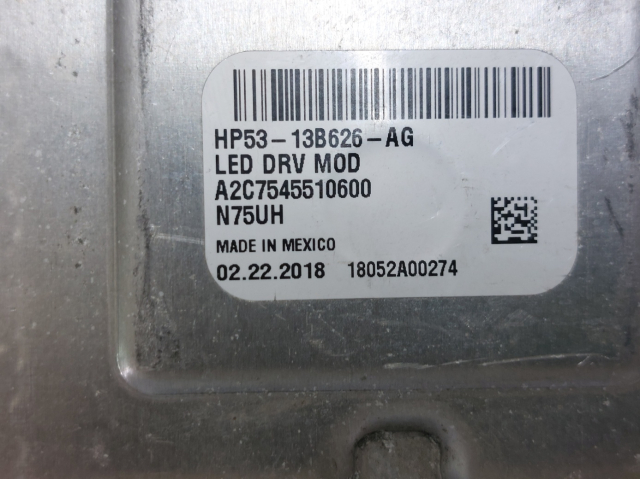 HP53-13B626-AG
LED DRV MOD
A2C7545510600
N75UH
MADE IN MEXICO
02.22.2018 18052A00274